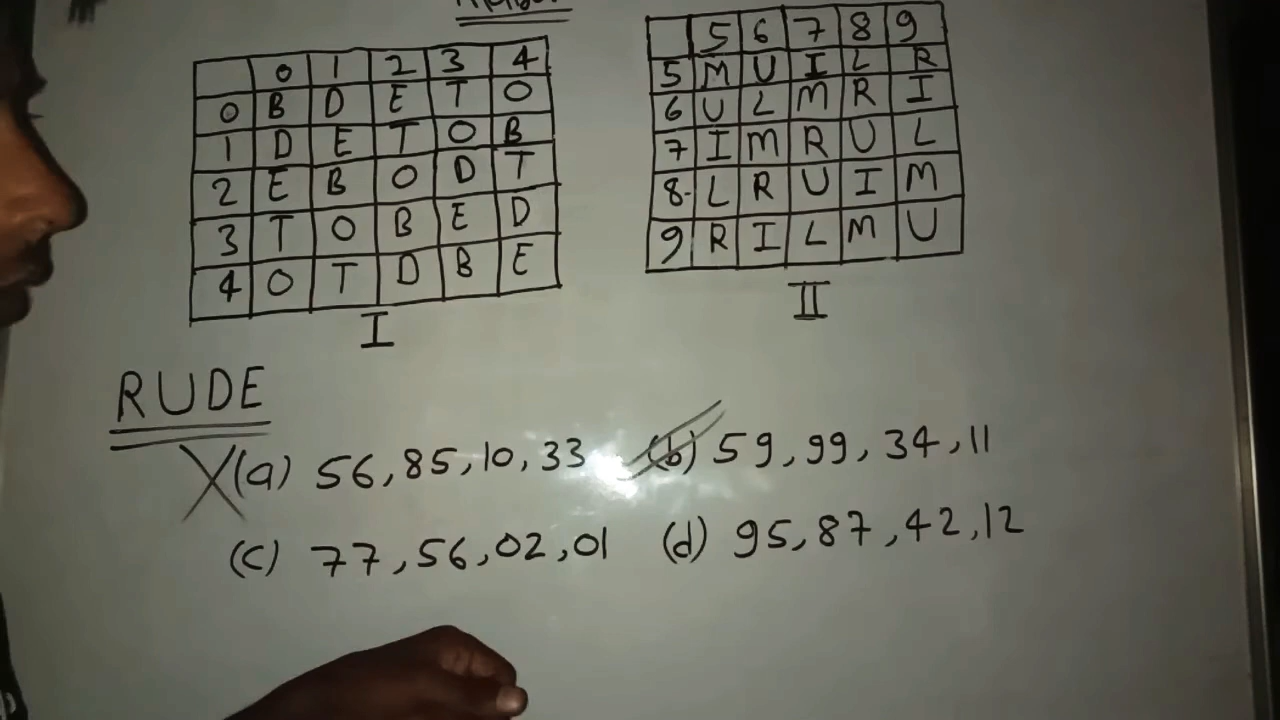 0 1 2 3 4
0 B D E T O
1 D E T O B
2 E B O D T
3 T O B E D
4 O T D B E
I
5 6 7 8 9
5 M U I L R
6 U L M R I
7 I M R U L
8 L R U I M
9 R I L M U
II
RUDE
X (a) 56, 85, 10, 33 (b) 59, 99, 34, 11
(c) 77, 56, 02, 01 (d) 95, 87, 42, 12